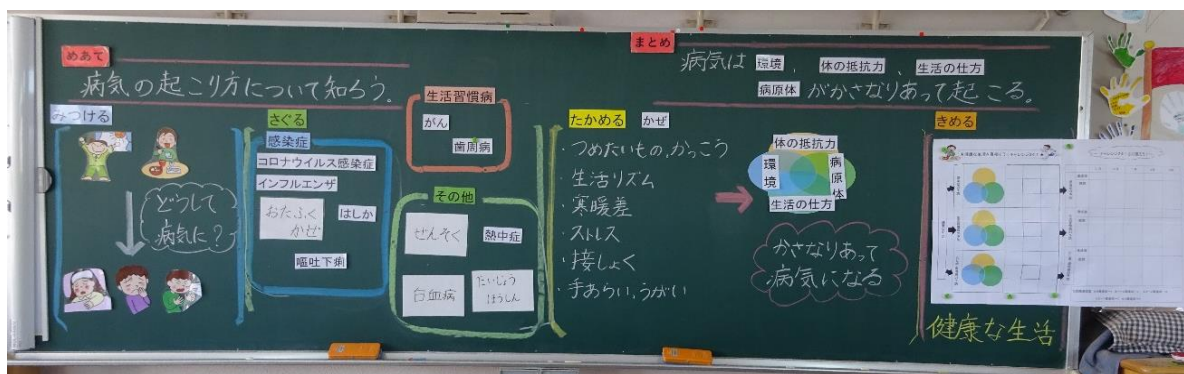 めあて
病気の起こり方について知ろう。
みつける
どうして
病気に?
さぐる
感染症
コロナウイルス感染症
インフルエンザ
おたふく
かぜ
はしか
嘔吐下痢
生活習慣病
がん
歯周病
その他
ぜんそく
熱中症
白血病
たいじょう
ほうしん
たかめる
かぜ
・つめたいもの,かっこう
・生活リズム
・寒暖差
・ストレス
・接しょく
・手あらい,うがい
体の抵抗力
環境
病原体
生活の仕方
かさなりあって
病気になる
まとめ
病気は 環境、体の抵抗力、生活の仕方
病原体 がかさなりあって起こる。
きめる
健康な生活